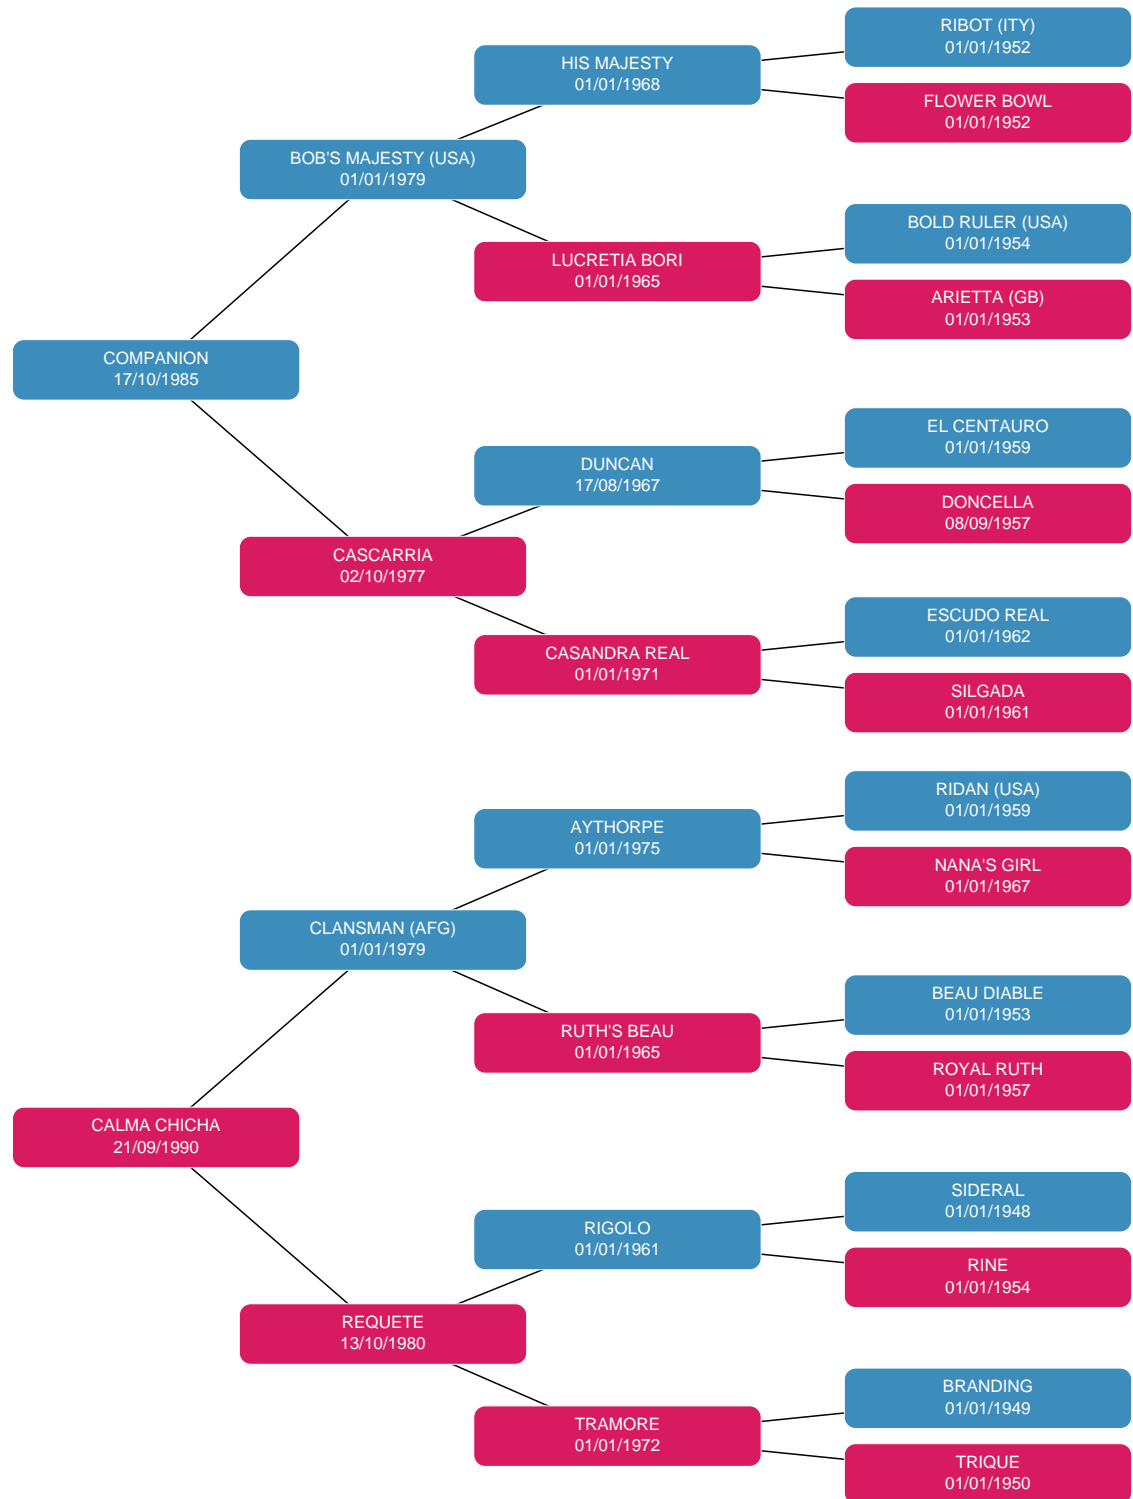 RIBOT (ITY)
01/01/1952
HIS MAJESTY
01/01/1968
FLOWER BOWL
01/01/1952
BOB'S MAJESTY (USA)
01/01/1979
BOLD RULER (USA)
01/01/1954
LUCRETIA BORI
01/01/1965
ARIETTA (GB)
01/01/1953
COMPANION
17/10/1985
EL CENTAURO
01/01/1959
DUNCAN
17/08/1967
DONCELLA
08/09/1957
CASCARRIA
02/10/1977
ESCUDO REAL
01/01/1962
CASANDRA REAL
01/01/1971
SILGADA
01/01/1961
RIDAN (USA)
01/01/1959
AYTHORPE
01/01/1975
NANA'S GIRL
01/01/1967
CLANSMAN (AFG)
01/01/1979
BEAU DIABLE
01/01/1953
RUTH'S BEAU
01/01/1965
ROYAL RUTH
01/01/1957
CALMA CHICHA
21/09/1990
SIDERAL
01/01/1948
RIGOLO
01/01/1961
RINE
01/01/1954
REQUETE
13/10/1980
BRANDING
01/01/1949
TRAMORE
01/01/1972
TRIQUE
01/01/1950